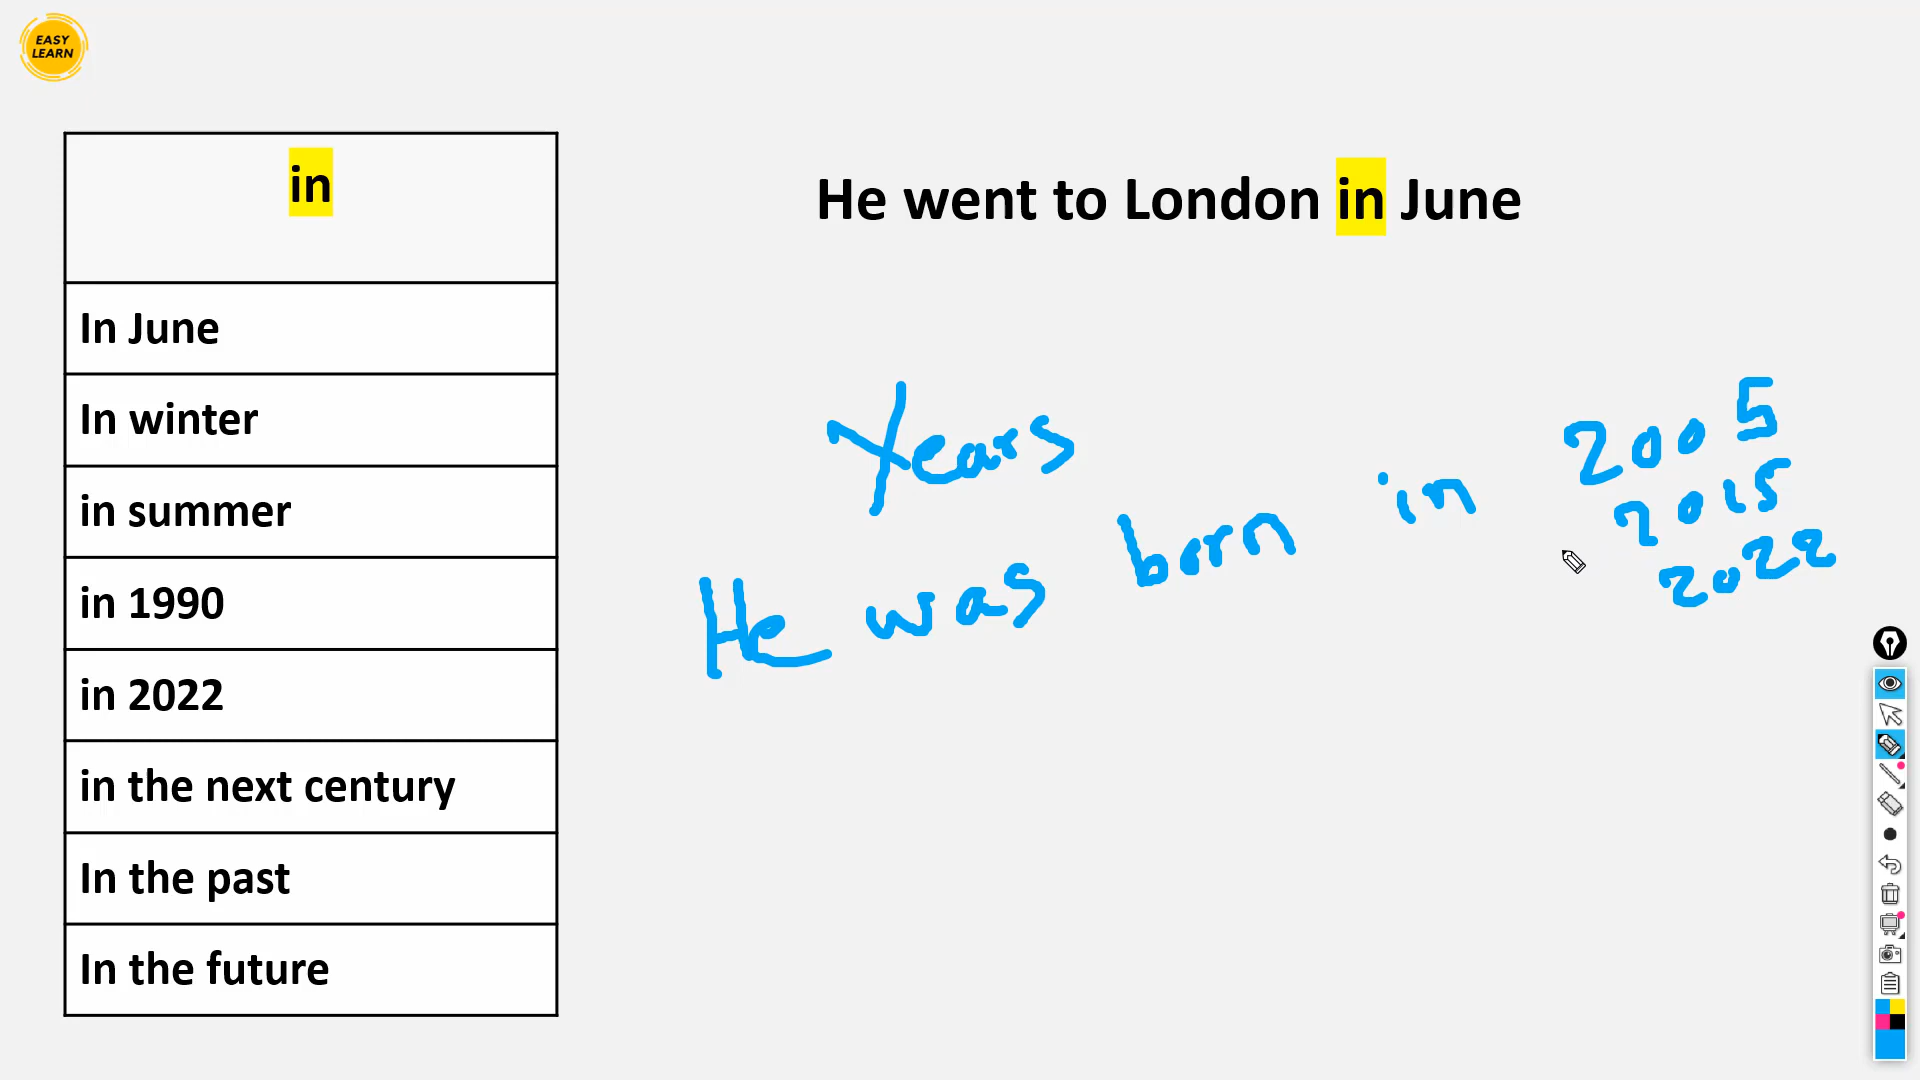 EASY
LEARN
in
In June
In winter
in summer
in 1990
in 2022
in the next century
In the past
In the future
He went to London in June
Years
He was born in 2005
2015
2022